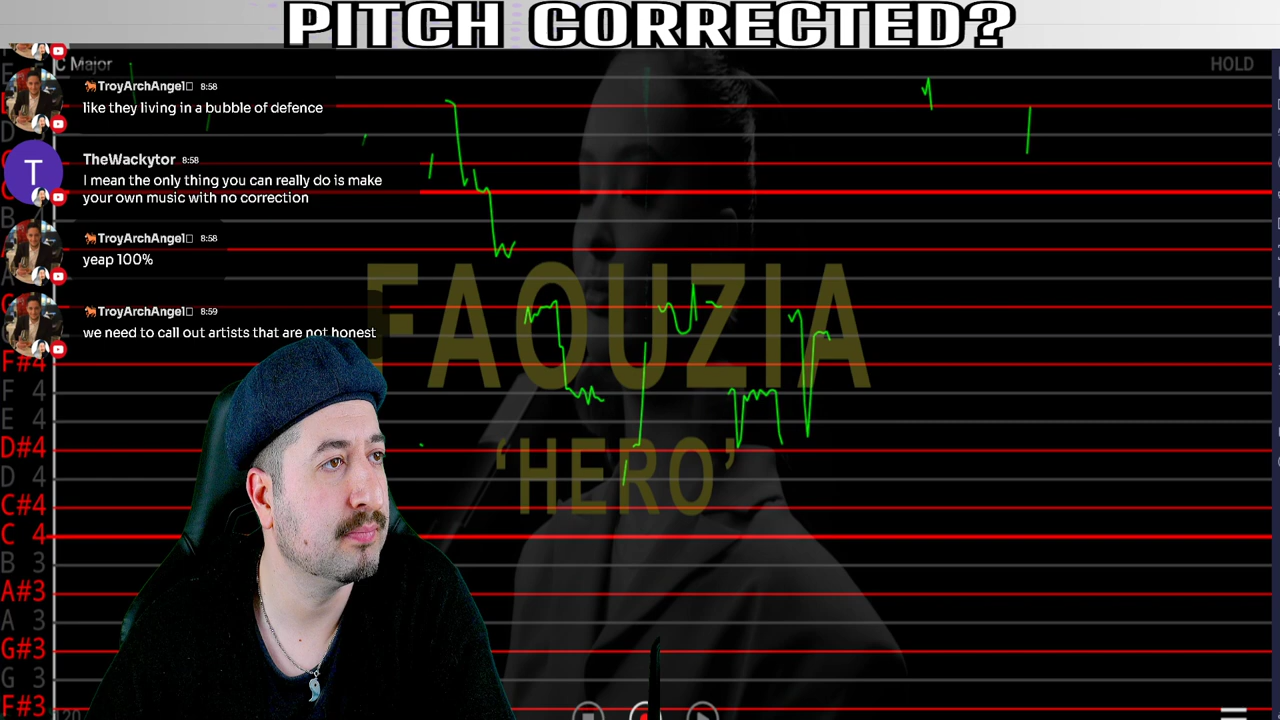 PITCH CORRECTED?
C Major
HOLD
TroyArchAngel 8:58
like they living in a bubble of defence
T
TheWackytor 8:58
I mean the only thing you can really do is make
your own music with no correction
TroyArchAngel 8:58
yeap 100%
TroyArchAngel 8:59
we need to call out artists that are not honest
FAOUZIA
'HERO'
F#4
F 4
E 4
D#4
D 4
C#4
C 4
B 3
A#3
A 3
G#3
G 3
F#3
120